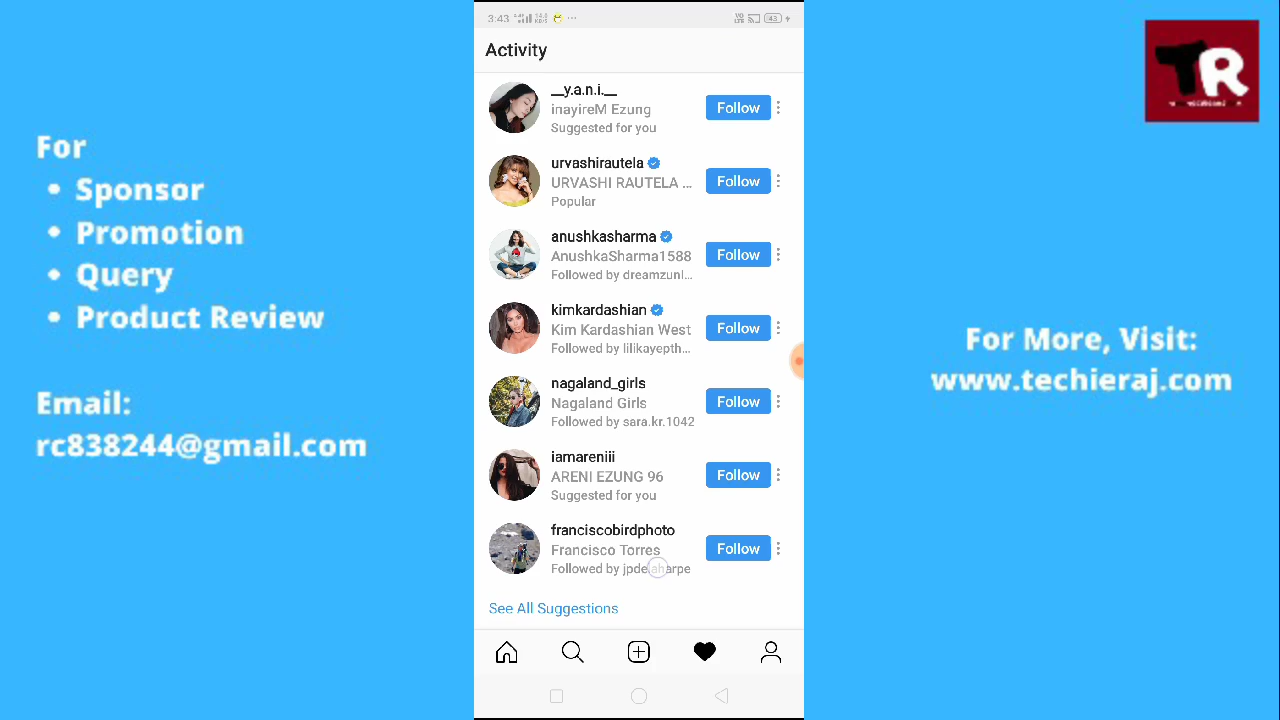 For
Sponsor
Promotion
Query
Product Review
Email:
rc838244@gmail.com
3:43
43
Activity
__y.a.n.i.__
inayireM Ezung
Suggested for you
Follow
urvashirautela
URVASHI RAUTELA ...
Popular
Follow
anushkasharma
AnushkaSharma1588
Followed by dreamzunl...
Follow
kimkardashian
Kim Kardashian West
Followed by lilikayepth...
Follow
nagaland_girls
Nagaland Girls
Followed by sara.kr.1042
Follow
iamareniii
ARENI EZUNG 96
Suggested for you
Follow
franciscobirdphoto
Francisco Torres
Followed by
Follow
See All Suggestions
TR
For More, Visit:
www.techieraj.com